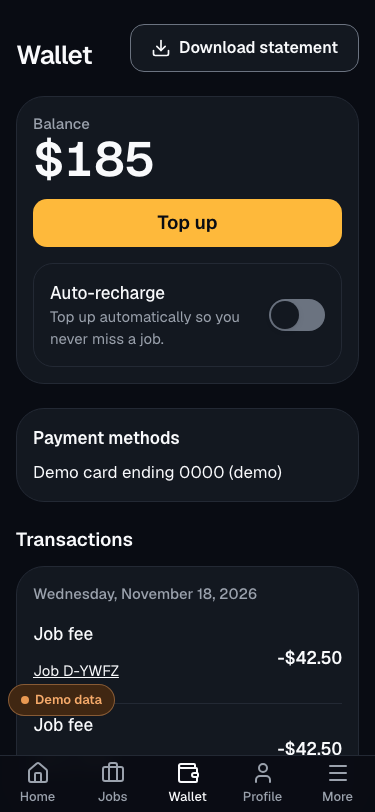 Wallet
Download statement
Balance
$185
Top up
Auto-recharge
Top up automatically so you
never miss a job.
Payment methods
Demo card ending 0000 (demo)
Transactions
Wednesday, November 18, 2026
Job fee
-$42.50
Job D-YWFZ
Demo data
Job fee
-$42.50
Home
Jobs
Wallet
Profile
More